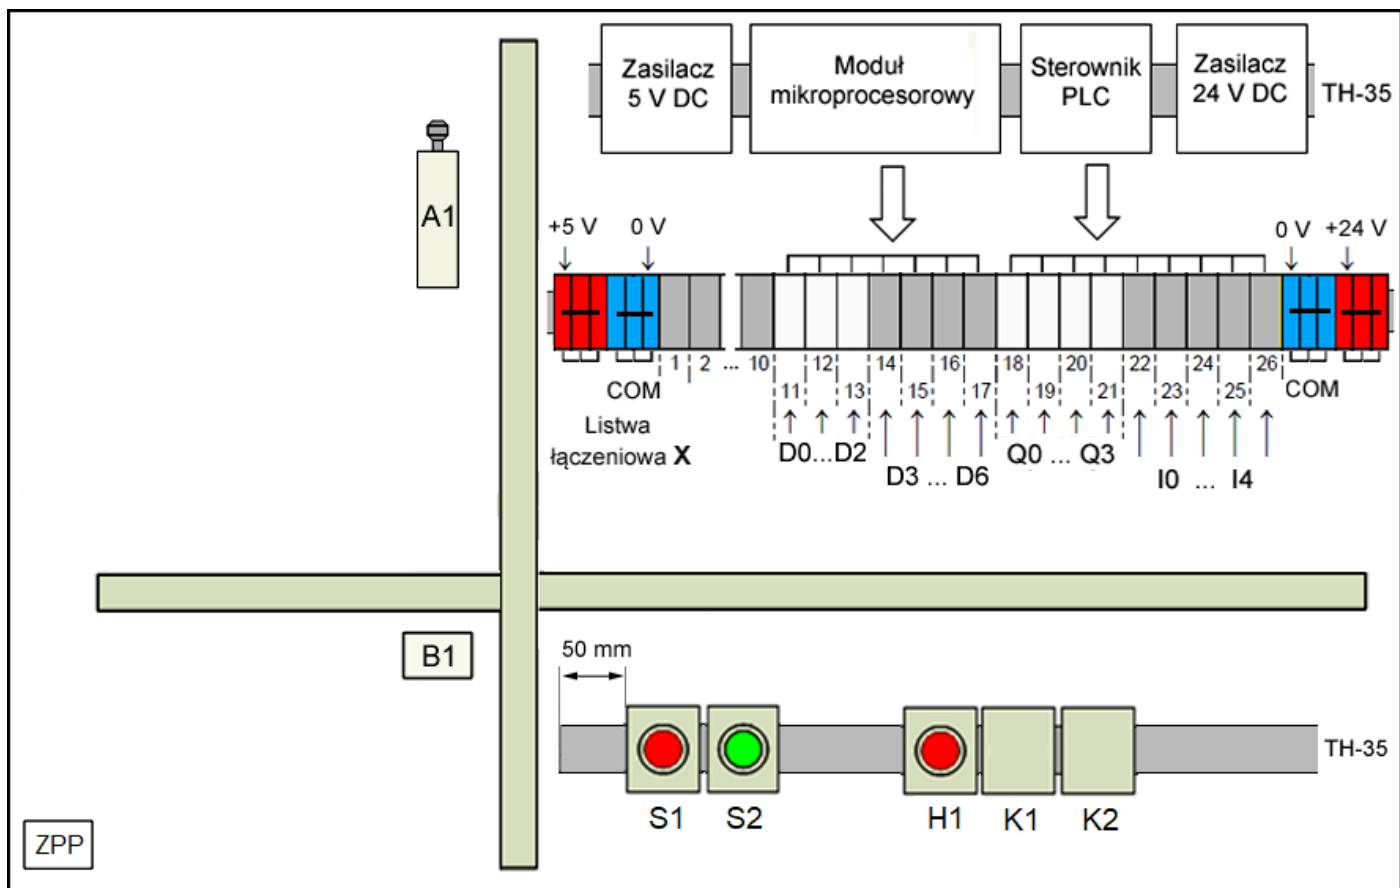 Zasilacz
5 V DC
Moduł
mikroprocesorowy
Sterownik
PLC
Zasilacz
24 V DC
TH-35
A1
+5 V
0 V
0 V
+24 V
1
2
...
10
12
14
16
18
20
22
24
26
11
13
15
17
19
21
23
25
COM
COM
Listwa
łączeniowa X
D0...D2
D3 ... D6
Q0 ... Q3
I0 ... I4
B1
50 mm
TH-35
S1
S2
H1
K1
K2
ZPP